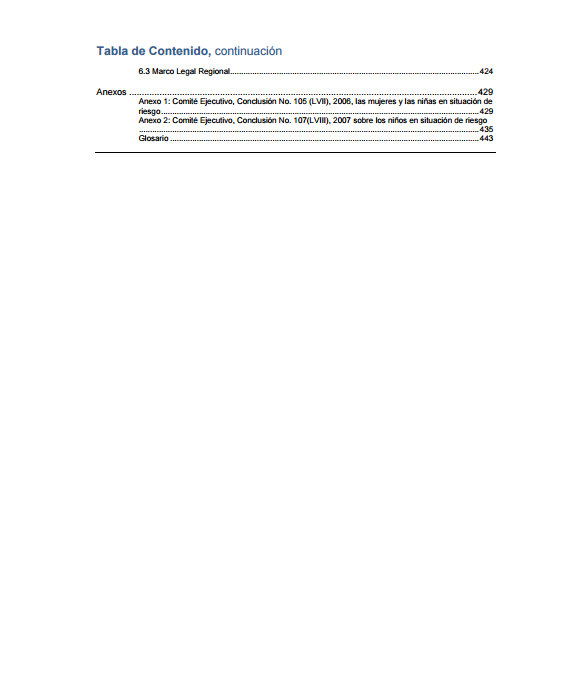 Tabla de Contenido, continuación
6.3 Marco Legal Regional..........424
Anexos ..........429
Anexo 1: Comité Ejecutivo, Conclusión No. 105 (LVII), 2006, las mujeres y las niñas en situación de
riesgo..........429
Anexo 2: Comité Ejecutivo, Conclusión No. 107(LVIII), 2007 sobre los niños en situación de riesgo
..........435
Glosario ..........443